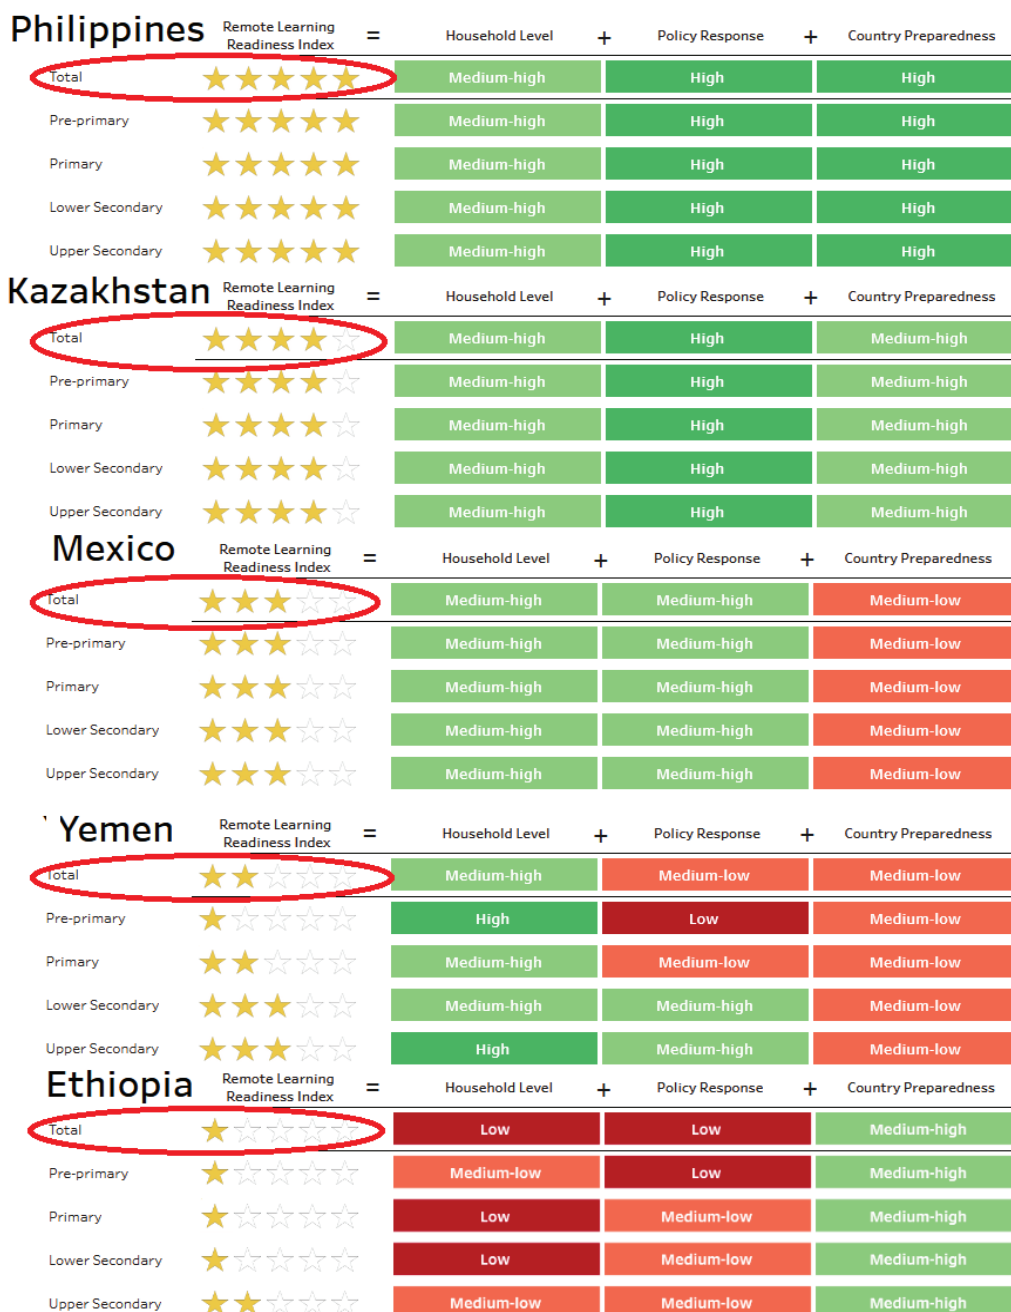 Philippines Remote Learning Readiness Index = Household Level + Policy Response + Country Preparedness
Total Medium-high High High
Pre-primary Medium-high High High
Primary Medium-high High High
Lower Secondary Medium-high High High
Upper Secondary Medium-high High High
Kazakhstan Remote Learning Readiness Index = Household Level + Policy Response + Country Preparedness
Total Medium-high High Medium-high
Pre-primary Medium-high High Medium-high
Primary Medium-high High Medium-high
Lower Secondary Medium-high High Medium-high
Upper Secondary Medium-high High Medium-high
Mexico Remote Learning Readiness Index = Household Level + Policy Response + Country Preparedness
Total Medium-high Medium-high Medium-low
Pre-primary Medium-high Medium-high Medium-low
Primary Medium-high Medium-high Medium-low
Lower Secondary Medium-high Medium-high Medium-low
Upper Secondary Medium-high Medium-high Medium-low
Yemen Remote Learning Readiness Index = Household Level + Policy Response + Country Preparedness
Total Medium-high Medium-low Medium-low
Pre-primary High Low Medium-low
Primary Medium-high Medium-low Medium-low
Lower Secondary Medium-high Medium-high Medium-low
Upper Secondary High Medium-high Medium-low
Ethiopia Remote Learning Readiness Index = Household Level + Policy Response + Country Preparedness
Total Low Low Medium-high
Pre-primary Medium-low Low Medium-high
Primary Low Medium-low Medium-high
Lower Secondary Low Medium-low Medium-high
Upper Secondary Medium-low Medium-low Medium-high